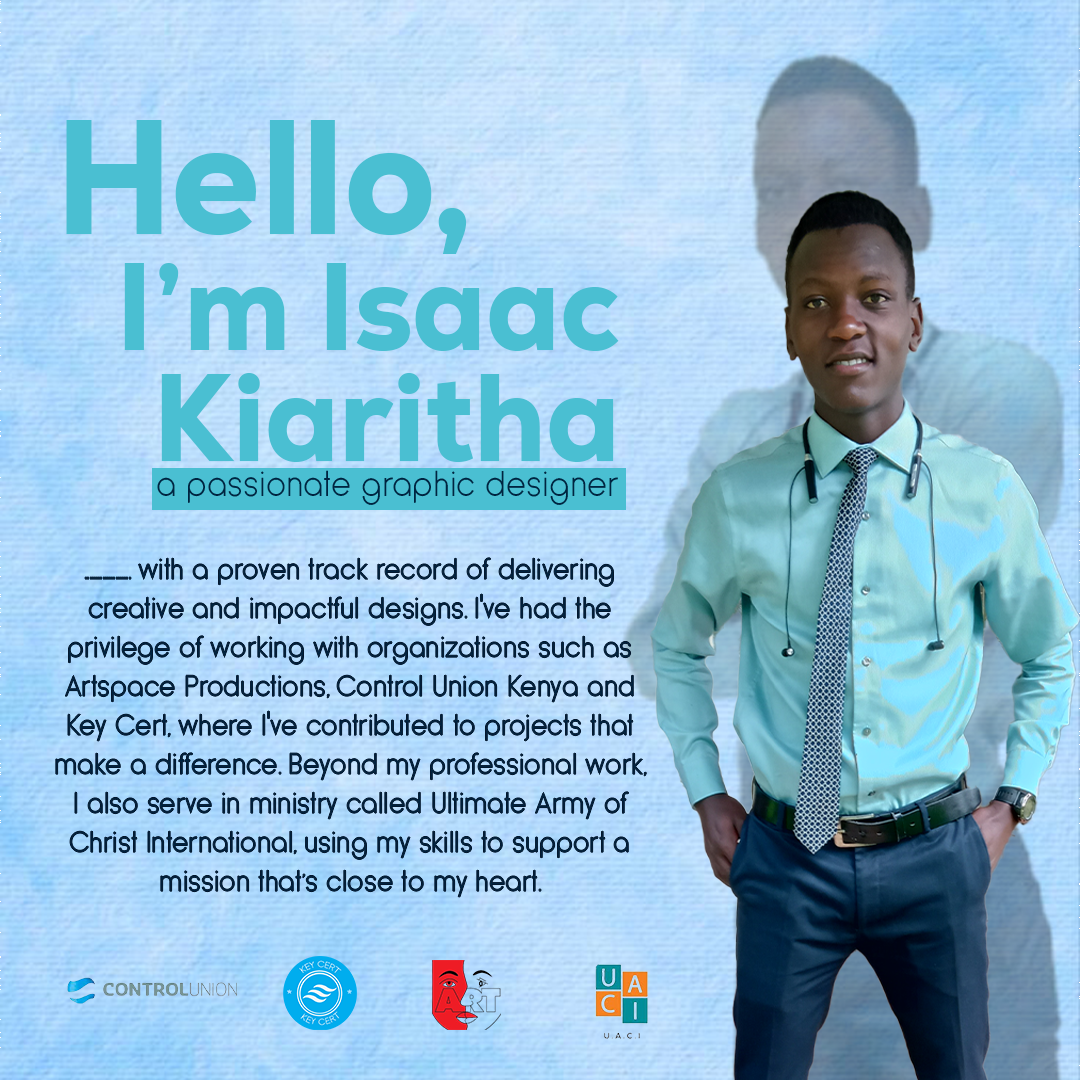 Hello,
I'm Isaac
Kiaritha
a passionate graphic designer
......... with a proven track record of delivering
creative and impactful designs. I've had the
privilege of working with organizations such as
Artspace Productions, Control Union Kenya and
Key Cert, where I've contributed to projects that
make a difference. Beyond my professional work,
I also serve in ministry called Ultimate Army of
Christ International, using my skills to support a
mission that's close to my heart.
CONTROLUNION
KEY CERT
KEY CERT
ART
UA
CI
U.A.C.I